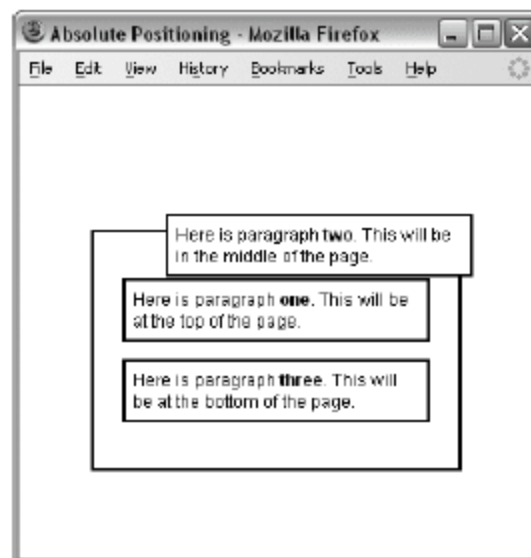 Absolute Positioning - Mozilla Firefox
File Edit View History Bookmarks Tools Help
Here is paragraph two. This will be
in the middle of the page.
Here is paragraph one. This will be
at the top of the page.
Here is paragraph three. This will
be at the bottom of the page.